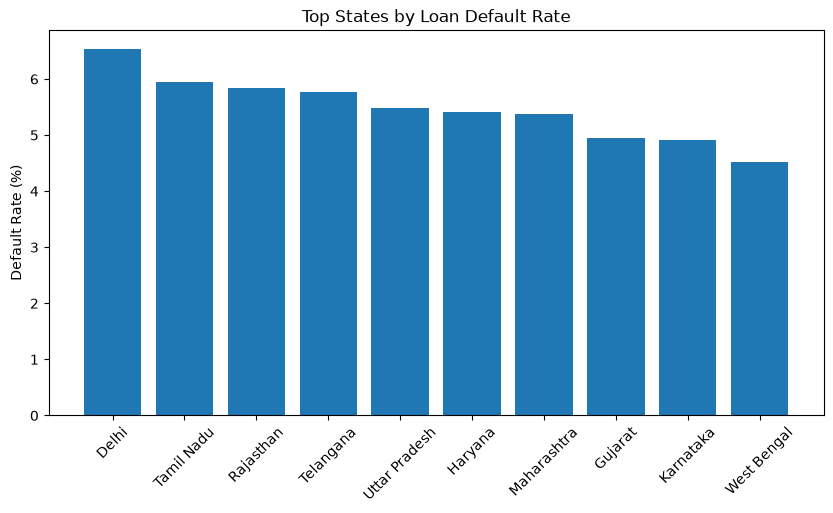 Top States by Loan Default Rate
Default Rate (%)
6
5
4
3
2
1
0
Delhi
Tamil Nadu
Rajasthan
Telangana
Uttar Pradesh
Haryana
Maharashtra
Gujarat
Karnataka
West Bengal